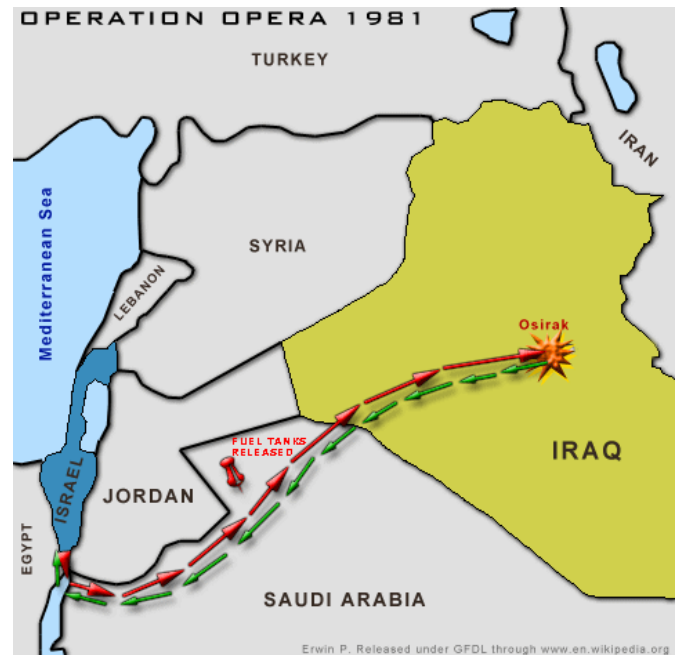 OPERATION OPERA 1981
TURKEY
IRAN
Mediterranean Sea
SYRIA
LEBANON
Osirak
FUEL TANKS
RELEASED
IRAQ
ISRAEL
JORDAN
EGYPT
SAUDI ARABIA
Erwin P. Released under GFDL through www.en.wikipedia.org